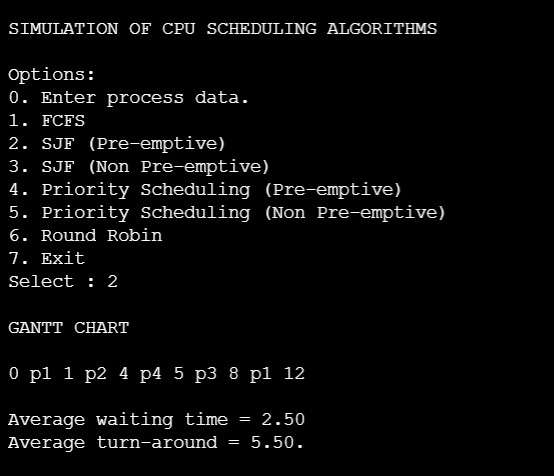 SIMULATION OF CPU SCHEDULING ALGORITHMS
Options:
0. Enter process data.
1. FCFS
2. SJF (Pre-emptive)
3. SJF (Non Pre-emptive)
4. Priority Scheduling (Pre-emptive)
5. Priority Scheduling (Non Pre-emptive)
6. Round Robin
7. Exit
Select : 2
GANTT CHART
0 p1 1 p2 4 p4 5 p3 8 p1 12
Average waiting time = 2.50
Average turn-around = 5.50.